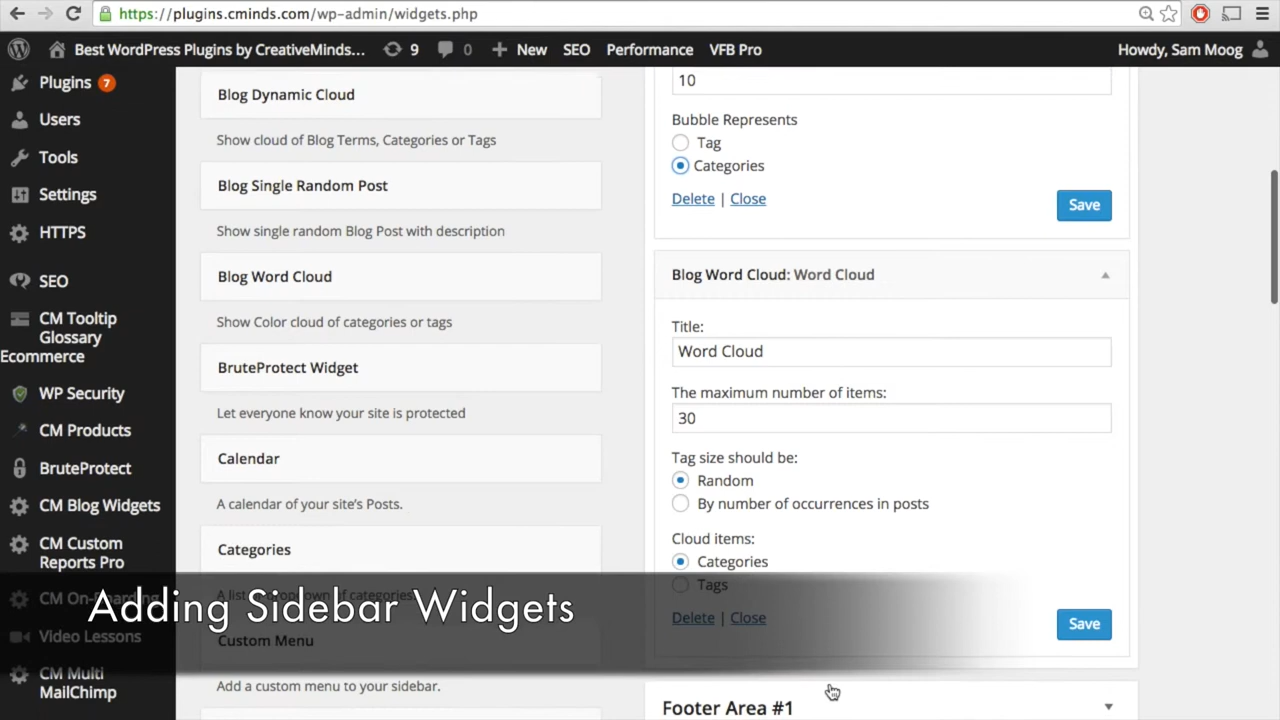 https://plugins.cminds.com/wp-admin/widgets.php
Best WordPress Plugins by CreativeMinds... 9 0 New SEO Performance VFB Pro Howdy, Sam Moog
Plugins 7
Users
Tools
Settings
HTTPS
SEO
CM Tooltip
Glossary
Ecommerce
WP Security
CM Products
BruteProtect
CM Blog Widgets
CM Custom
Reports Pro
CM On-Boarding
Video Lessons
CM Multi
MailChimp
Blog Dynamic Cloud
Show cloud of Blog Terms, Categories or Tags
Blog Single Random Post
Show single random Blog Post with description
Blog Word Cloud
Show Color cloud of categories or tags
BruteProtect Widget
Let everyone know your site is protected
Calendar
A calendar of your site's Posts.
Categories
A list or dropdown of categories.
Custom Menu
Add a custom menu to your sidebar.
10
Bubble Represents
Tag
Categories
Delete | Close
Save
Blog Word Cloud: Word Cloud
Title:
Word Cloud
The maximum number of items:
30
Tag size should be:
Random
By number of occurrences in posts
Cloud items:
Categories
Tags
Delete | Close
Save
Footer Area #1
Adding Sidebar Widgets